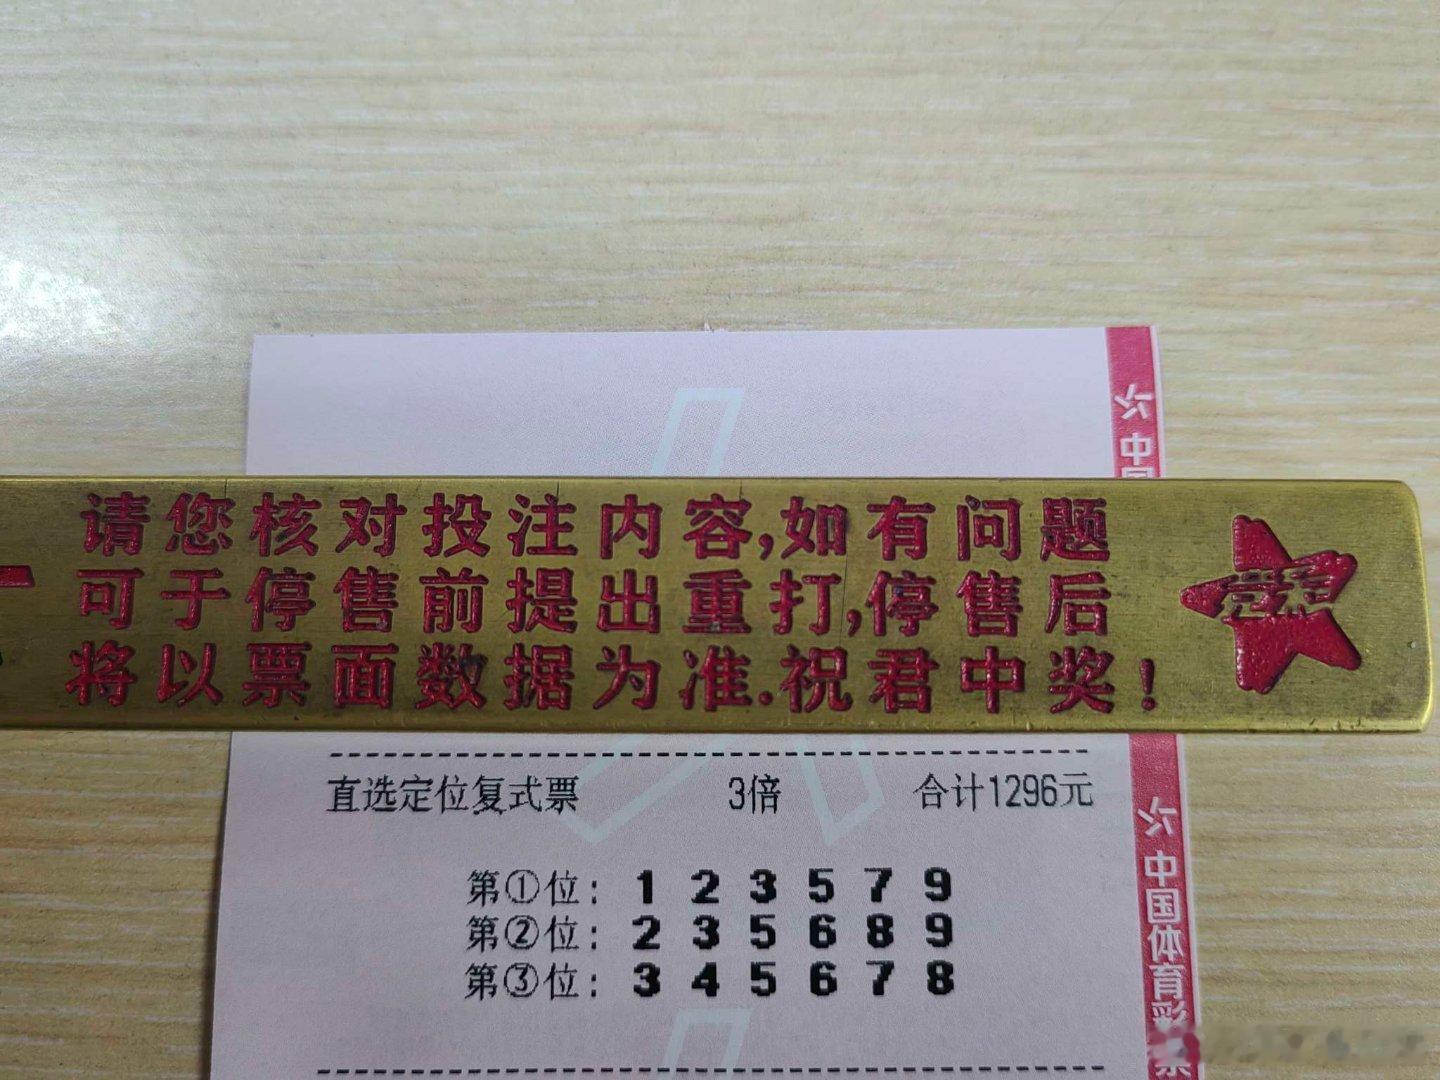 中国
请您核对投注内容,如有问题
可于停售前提出重打,停售后
将以票面数据为准.祝君中奖!
直选定位复式票 3倍 合计1296元
第①位: 1 2 3 5 7 9
第②位: 2 3 5 6 8 9
第③位: 3 4 5 6 7 8
中国体育彩票